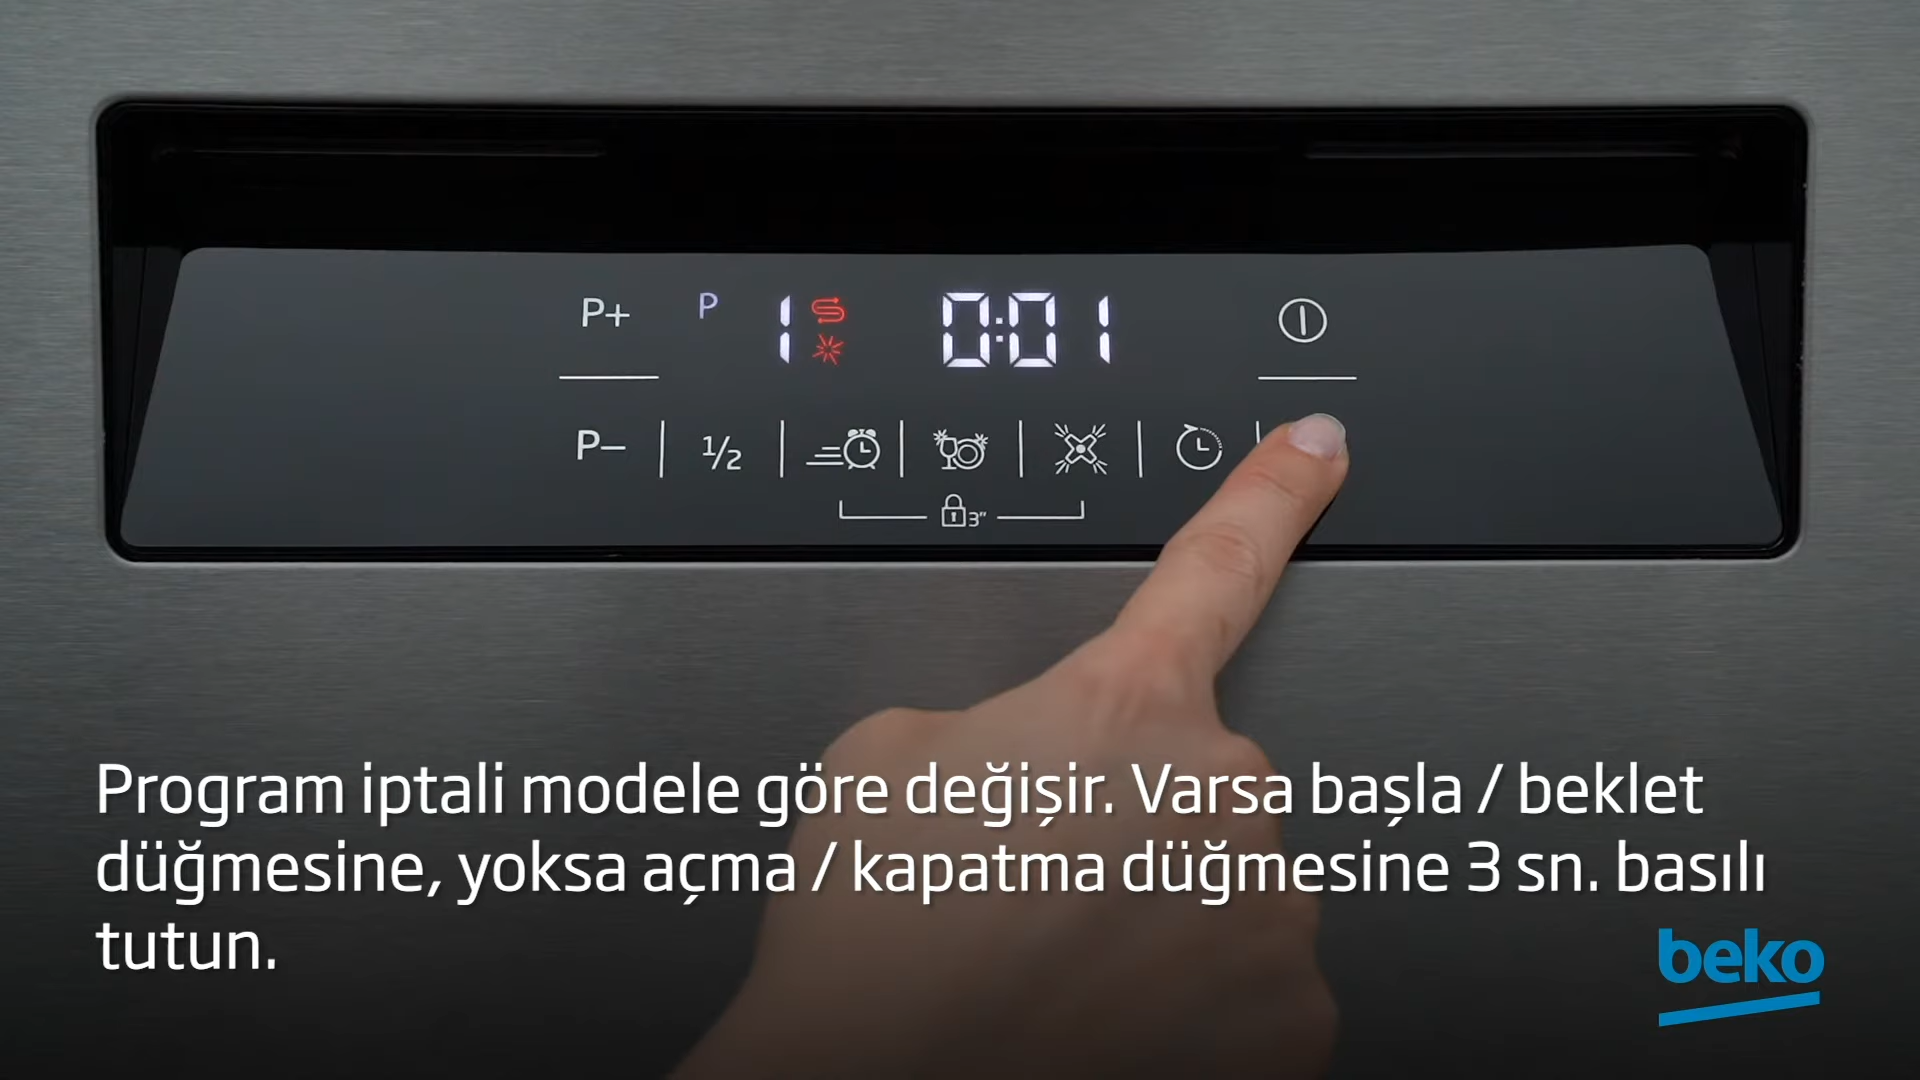 P+ P 1 0:01
P- 1/2
3"
Program iptali modele göre değişir. Varsa başla / beklet
düğmesine, yoksa açma / kapatma düğmesine 3 sn. basılı
tutun.
beko